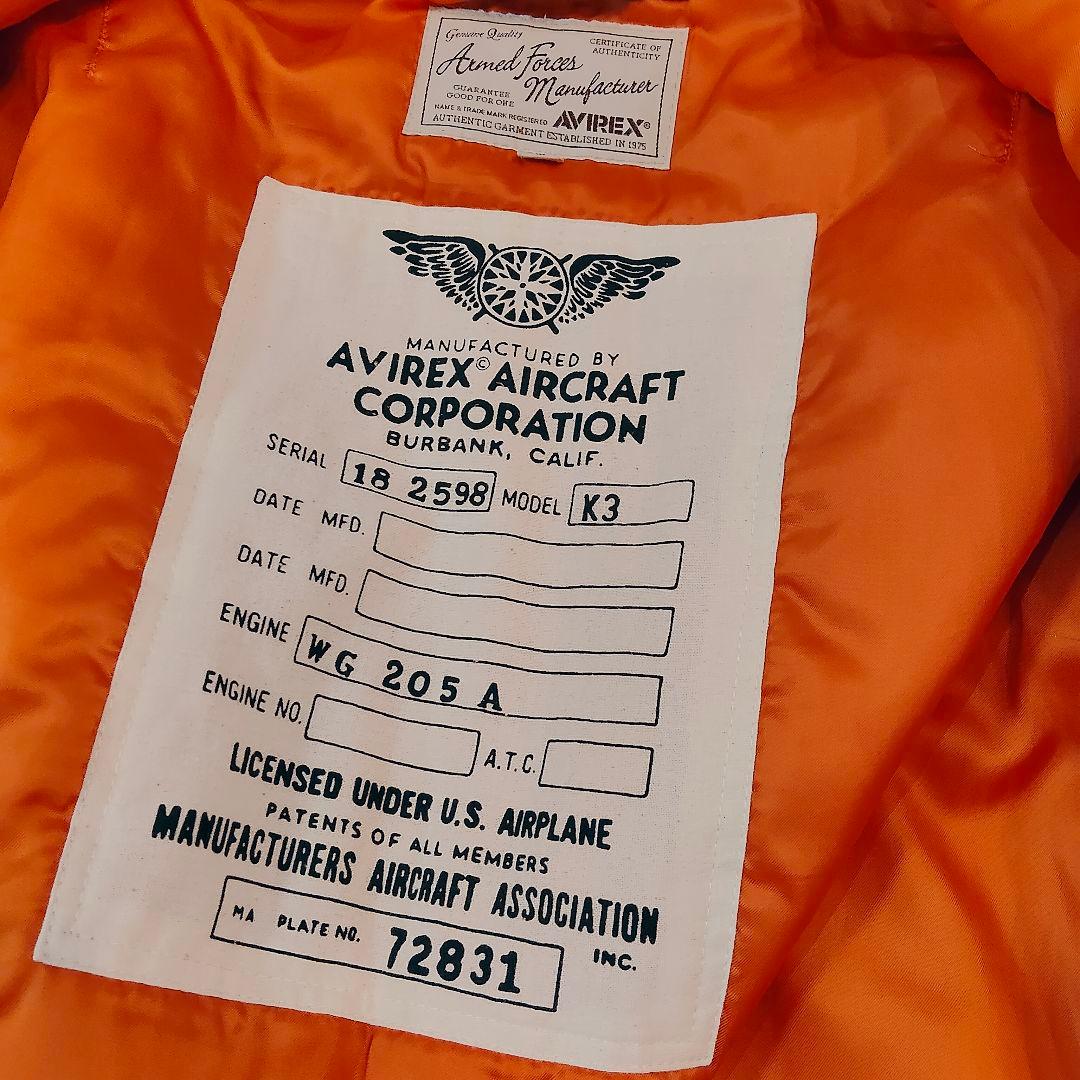 Genuine Quality
CERTIFICATE OF
AUTHENTICITY
Armed Forces
Manufacturer
GUARANTEE
GOOD FOR ONE
NAME & TRADE MARK REGISTERED AVIREX®
AUTHENTIC GARMENT ESTABLISHED IN 1975
MANUFACTURED BY
AVIREX© AIRCRAFT
CORPORATION
BURBANK, CALIF.
SERIAL 18 2598 MODEL K3
DATE MFD.
DATE MFD.
ENGINE WG 205 A
ENGINE NO. A.T.C.
LICENSED UNDER U.S. AIRPLANE
PATENTS OF ALL MEMBERS
MANUFACTURERS AIRCRAFT ASSOCIATION
INC.
MA PLATE NO. 72831